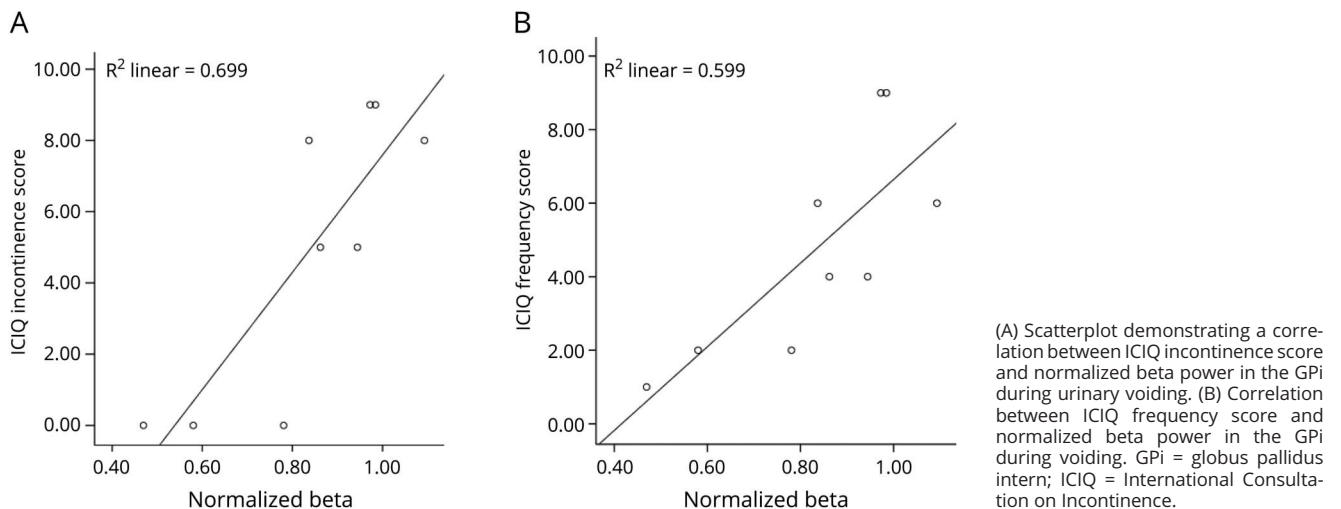 A
R² linear = 0.699
10.00
8.00
6.00
4.00
2.00
0.00
ICIQ incontinence score
0.40 0.60 0.80 1.00
Normalized beta
B
R² linear = 0.599
10.00
8.00
6.00
4.00
2.00
0.00
ICIQ frequency score
0.40 0.60 0.80 1.00
Normalized beta
(A) Scatterplot demonstrating a corre-
lation between ICIQ incontinence score
and normalized beta power in the GPi
during urinary voiding. (B) Correlation
between ICIQ frequency score and
normalized beta power in the GPi
during voiding. GPi = globus pallidus
intern; ICIQ = International Consulta-
tion on Incontinence.